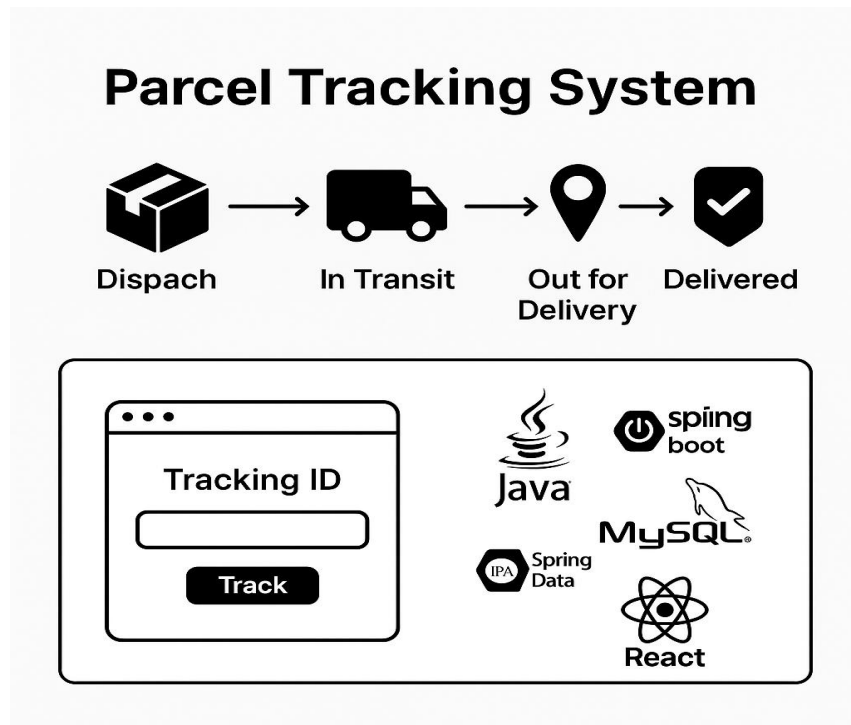 Parcel Tracking System
Dispach
In Transit
Out for
Delivery
Delivered
Tracking ID
Track
Java
spiing
boot
MySQL®
IPA
Spring
Data
React